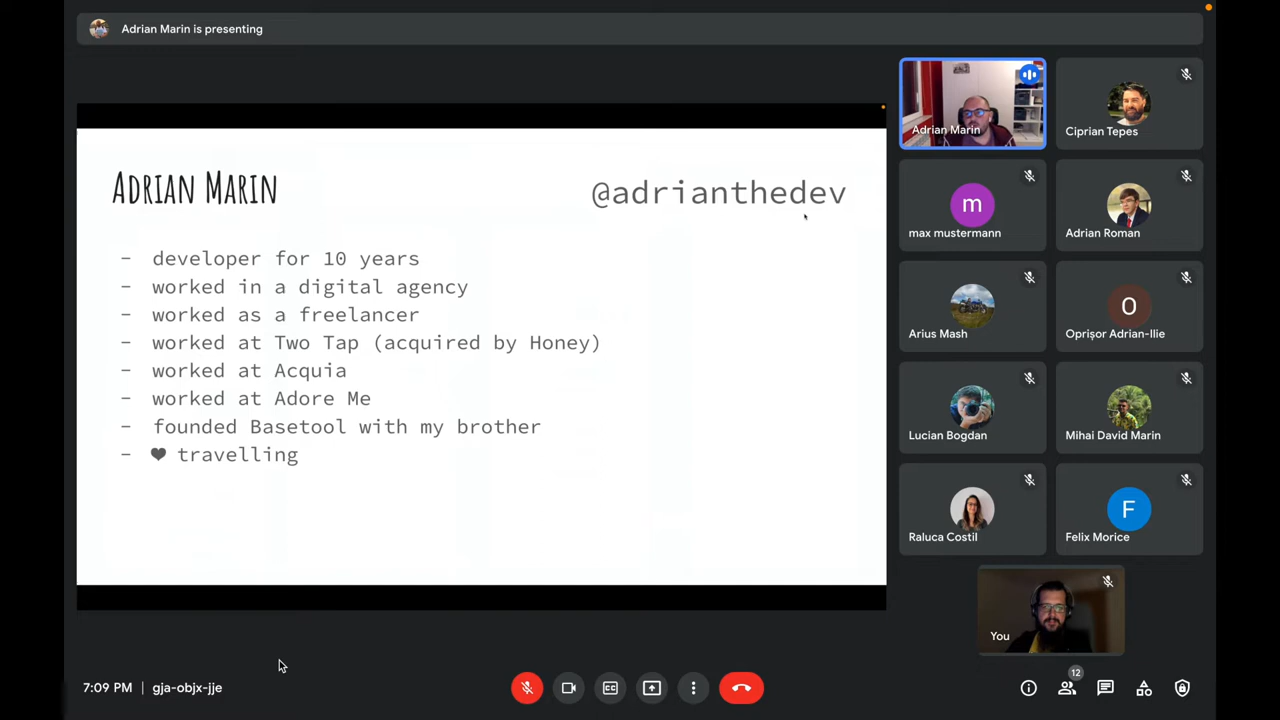 Adrian Marin is presenting
ADRIAN MARIN
@adrianthedev
- developer for 10 years
- worked in a digital agency
- worked as a freelancer
- worked at Two Tap (acquired by Honey)
- worked at Acquia
- worked at Adore Me
- founded Basetool with my brother
- ❤ travelling
Adrian Marin
Ciprian Tepes
m
max mustermann
Adrian Roman
Arius Mash
O
Oprișor Adrian-Ilie
Lucian Bogdan
Mihai David Marin
Raluca Costil
F
Felix Morice
You
7:09 PM | gja-objx-jje
CC
12